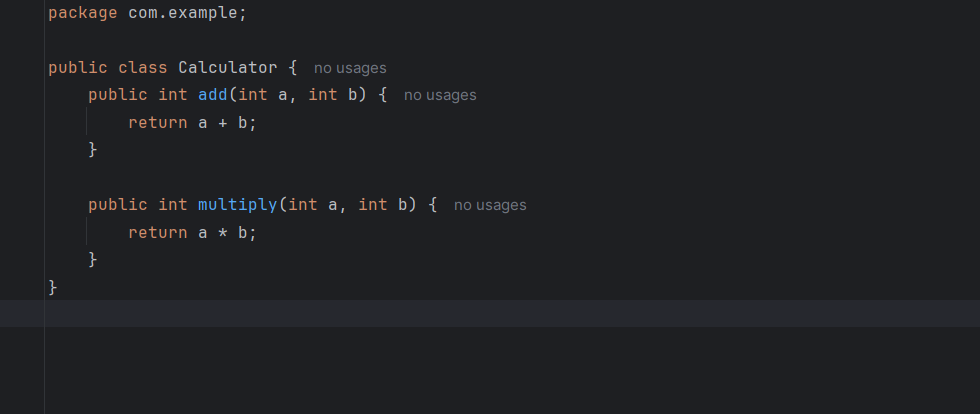 package com.example;
public class Calculator { no usages
    public int add(int a, int b) { no usages
        return a + b;
    }
    public int multiply(int a, int b) { no usages
        return a * b;
    }
}